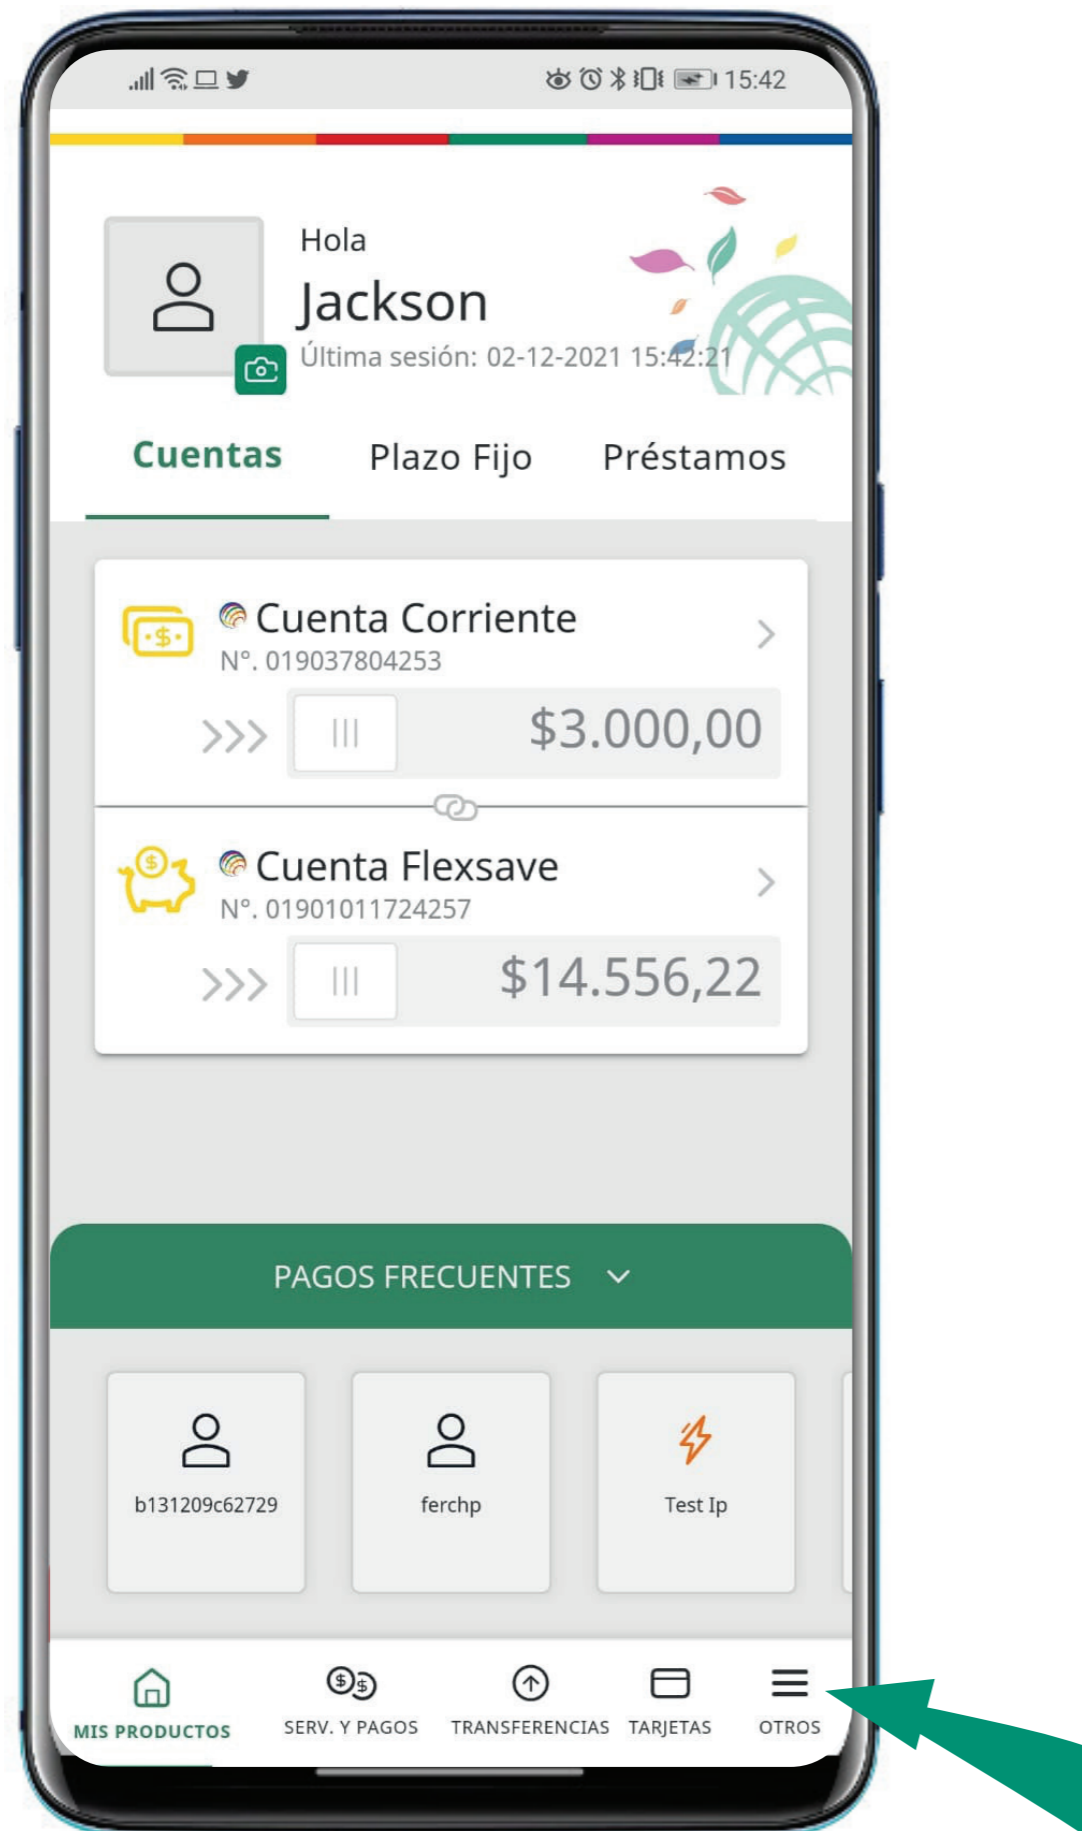 15:42
Hola
Jackson
Última sesión: 02-12-2021 15:42:21
Cuentas Plazo Fijo Préstamos
Cuenta Corriente
N°. 019037804253
$3.000,00
Cuenta Flexsave
N°. 01901011724257
$14.556,22
PAGOS FRECUENTES
b131209c62729 ferchp Test Ip
MIS PRODUCTOS SERV. Y PAGOS TRANSFERENCIAS TARJETAS OTROS